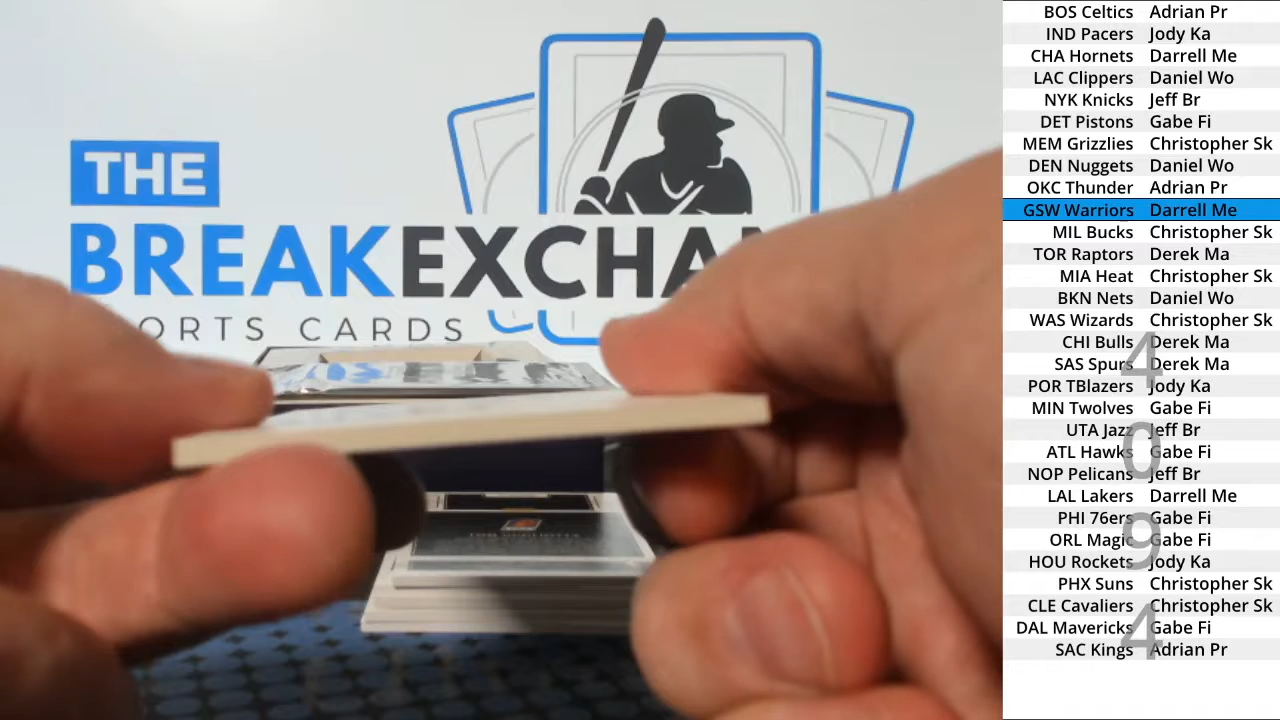 THE
BREAKEXCHAN
ORTS CARDS
BOS Celtics Adrian Pr
IND Pacers Jody Ka
CHA Hornets Darrell Me
LAC Clippers Daniel Wo
NYK Knicks Jeff Br
DET Pistons Gabe Fi
MEM Grizzlies Christopher Sk
DEN Nuggets Daniel Wo
OKC Thunder Adrian Pr
GSW Warriors Darrell Me
MIL Bucks Christopher Sk
TOR Raptors Derek Ma
MIA Heat Christopher Sk
BKN Nets Daniel Wo
WAS Wizards Christopher Sk
CHI Bulls Derek Ma
SAS Spurs Derek Ma
POR TBlazers Jody Ka
MIN Twolves Gabe Fi
UTA Jazz Jeff Br
ATL Hawks Gabe Fi
NOP Pelicans Jeff Br
LAL Lakers Darrell Me
PHI 76ers Gabe Fi
ORL Magic Gabe Fi
HOU Rockets Jody Ka
PHX Suns Christopher Sk
CLE Cavaliers Christopher Sk
DAL Mavericks Gabe Fi
SAC Kings Adrian Pr
4
0
9
4